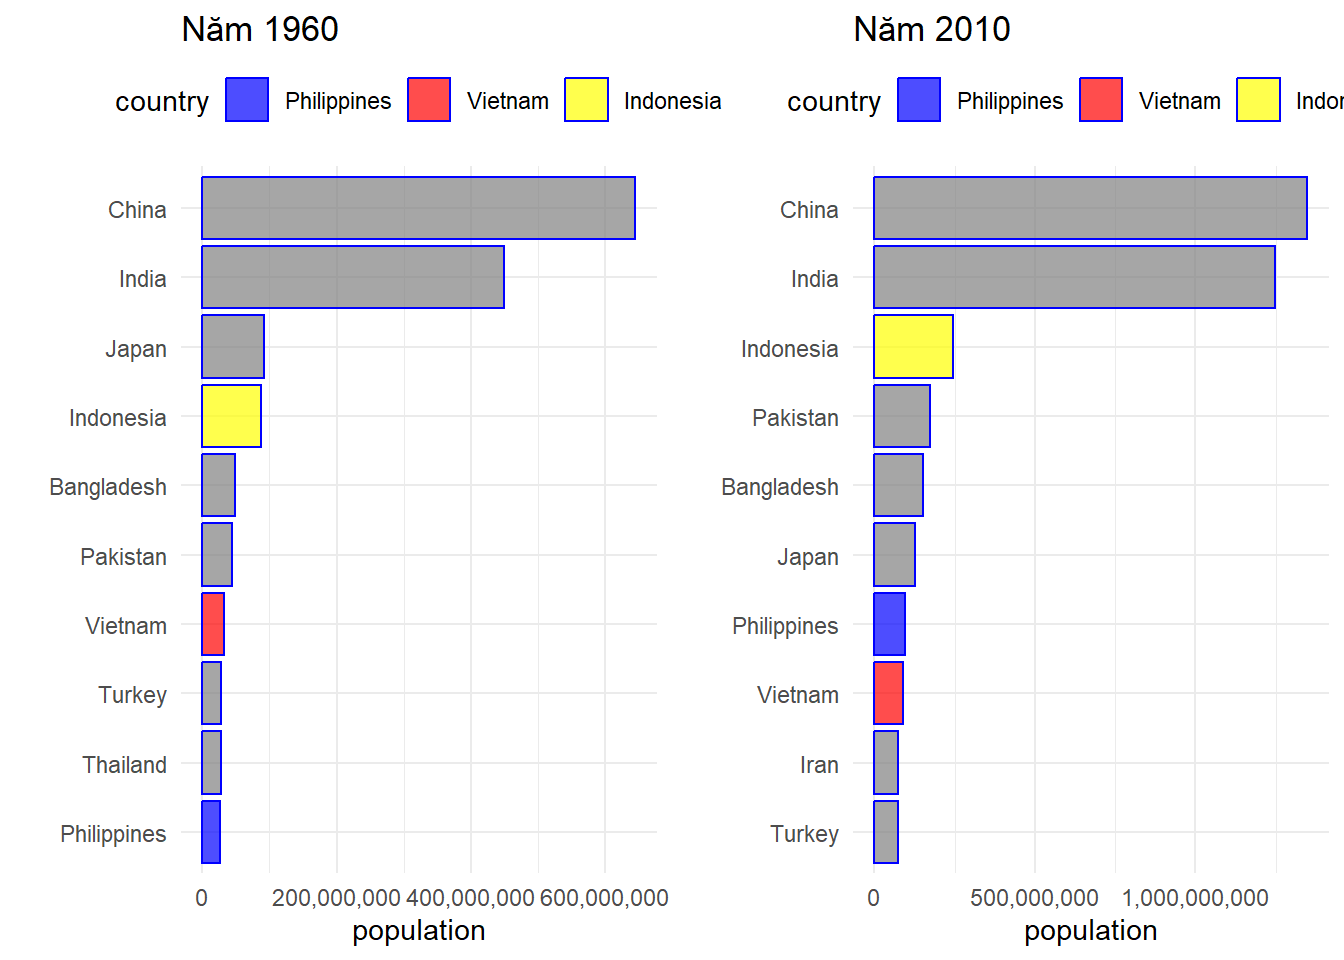 Năm 1960
country Philippines Vietnam Indonesia
China
India
Japan
Indonesia
Bangladesh
Pakistan
Vietnam
Turkey
Thailand
Philippines
0 200,000,000 400,000,000 600,000,000
population
Năm 2010
country Philippines Vietnam Indon
China
India
Indonesia
Pakistan
Bangladesh
Japan
Philippines
Vietnam
Iran
Turkey
0 500,000,000 1,000,000,000
population